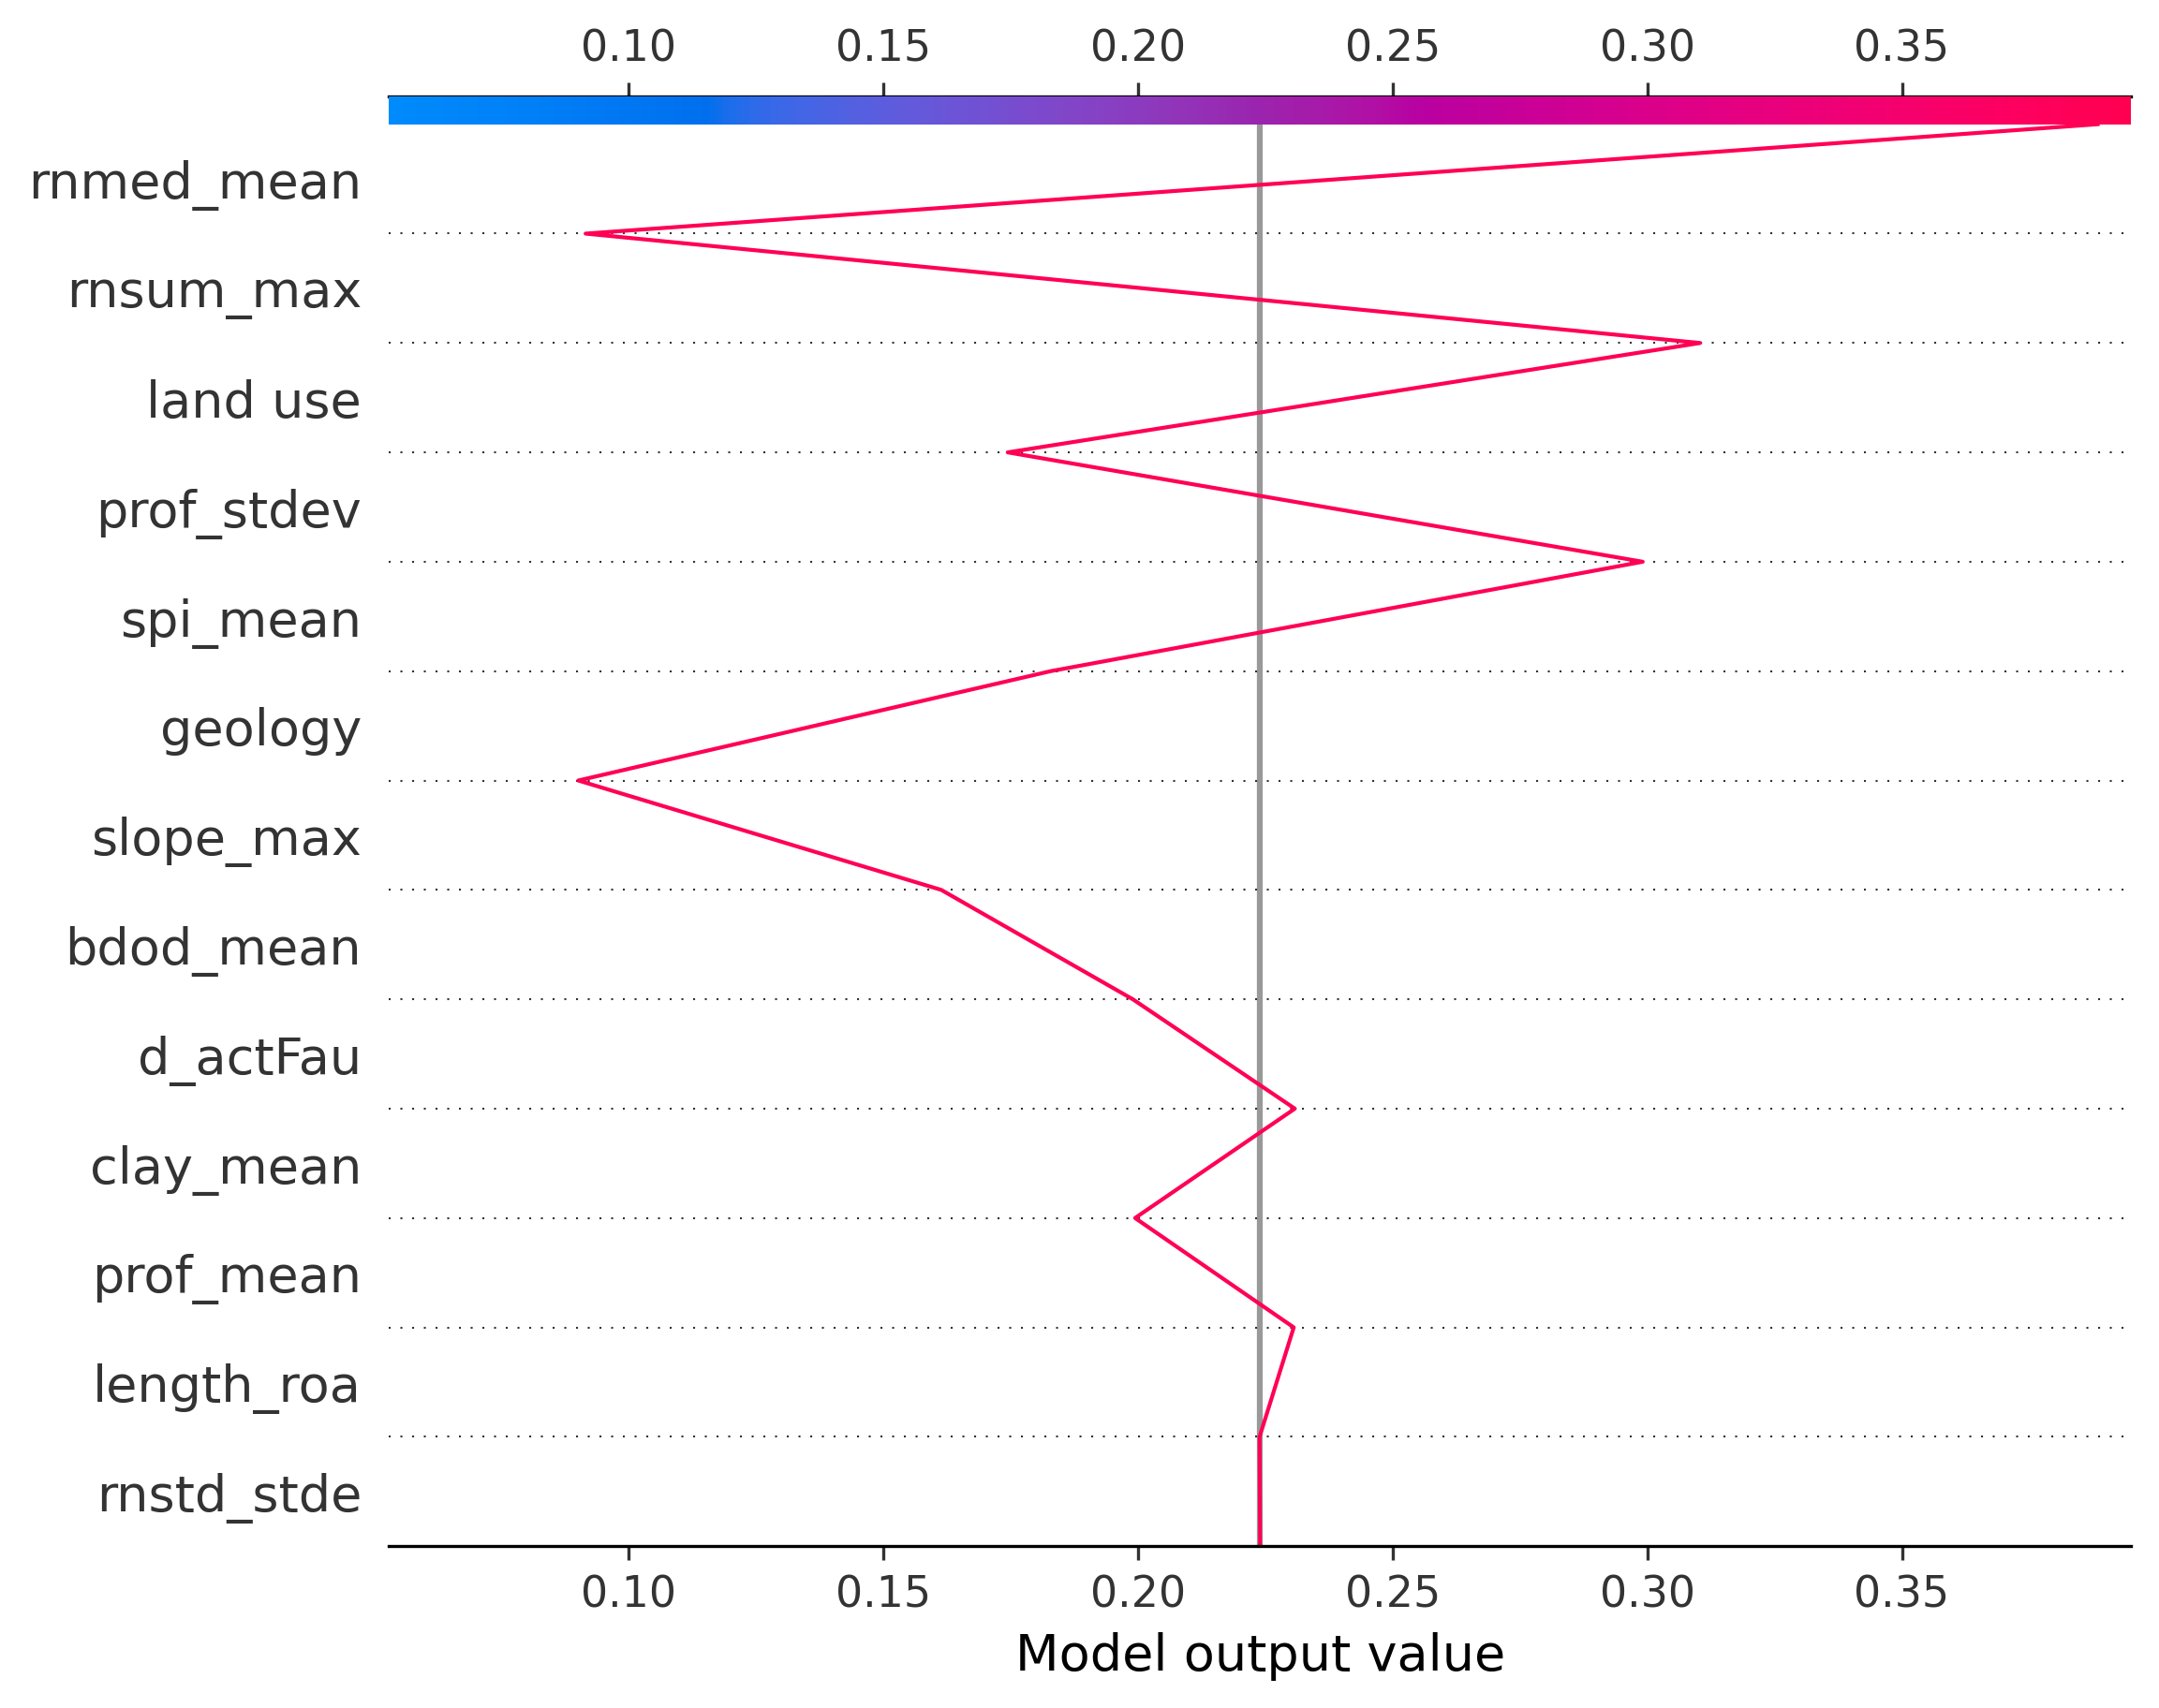 0.10 0.15 0.20 0.25 0.30 0.35
rnmed_mean
rnsum_max
land use
prof_stdev
spi_mean
geology
slope_max
bdod_mean
d_actFau
clay_mean
prof_mean
length_roa
rnstd_stde
0.10 0.15 0.20 0.25 0.30 0.35
Model output value